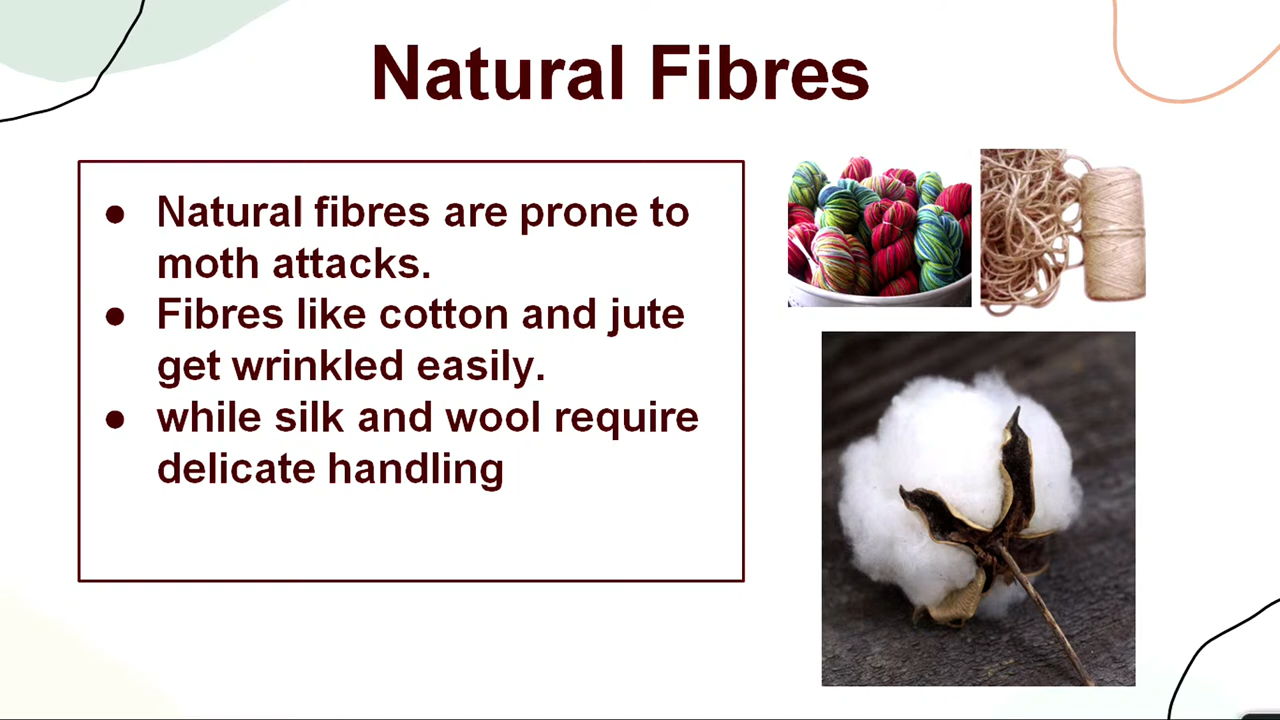 Natural Fibres
● Natural fibres are prone to
moth attacks.
● Fibres like cotton and jute
get wrinkled easily.
● while silk and wool require
delicate handling